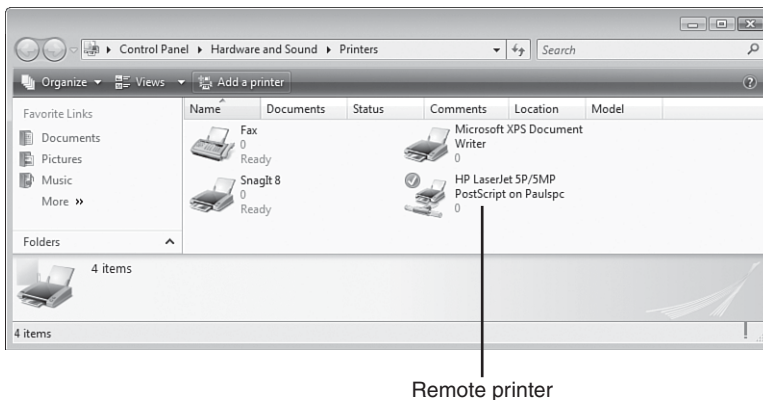 Control Panel ▸ Hardware and Sound ▸ Printers
Search
Organize Views Add a printer
Favorite Links
Documents
Pictures
Music
More »
Folders
Name Documents Status Comments Location Model
Fax
0
Ready
Microsoft XPS Document
Writer
0
SnagIt 8
0
Ready
HP LaserJet 5P/5MP
PostScript on Paulspc
0
4 items
4 items
Remote printer